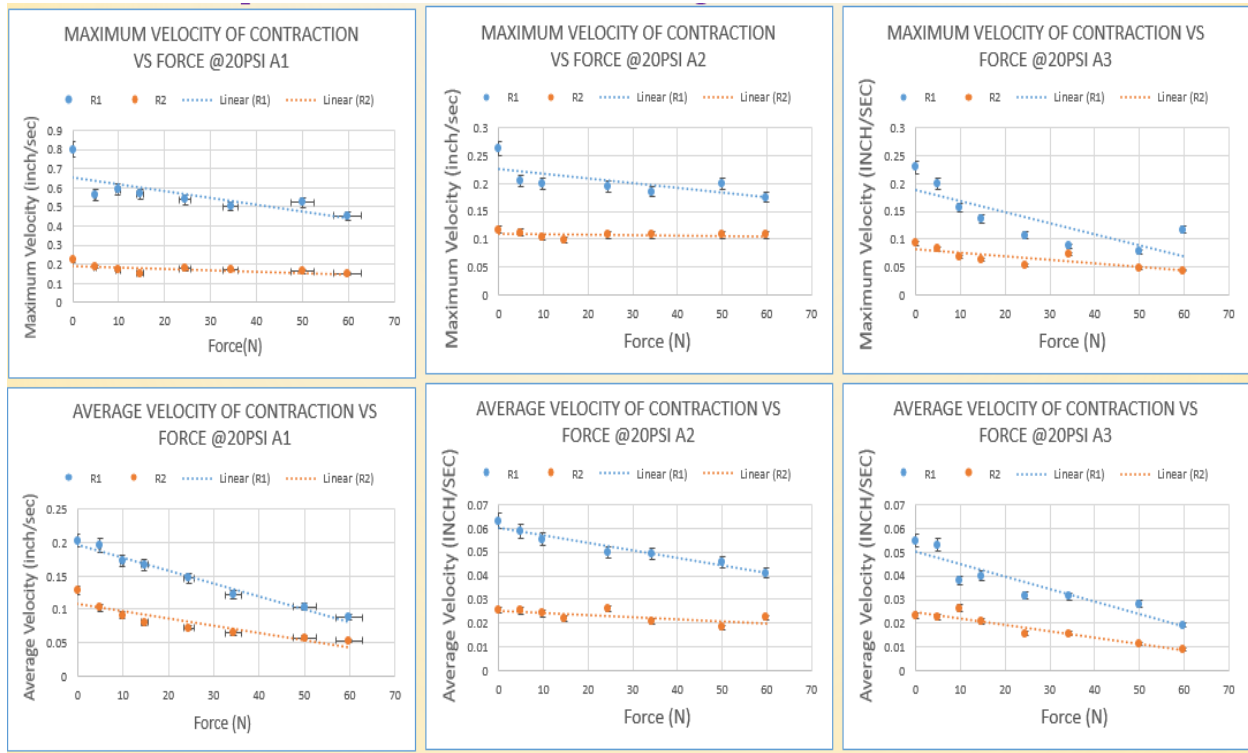 MAXIMUM VELOCITY OF CONTRACTION
VS FORCE @20PSI A1
R1 R2 Linear (R1) Linear (R2)
Maximum Velocity (inch/sec)
0.9
0.8
0.7
0.6
0.5
0.4
0.3
0.2
0.1
0
0 10 20 30 40 50 60 70
Force(N)
MAXIMUM VELOCITY OF CONTRACTION
VS FORCE @20PSI A2
R1 R2 Linear (R1) Linear (R2)
Maximum Velocity (inch/sec)
0.3
0.25
0.2
0.15
0.1
0.05
0
0 10 20 30 40 50 60 70
Force (N)
MAXIMUM VELOCITY OF CONTRACTION VS
FORCE @20PSI A3
R1 R2 Linear (R1) Linear (R2)
Maximum Velocity (INCH/SEC)
0.3
0.25
0.2
0.15
0.1
0.05
0
0 10 20 30 40 50 60 70
Force (N)
AVERAGE VELOCITY OF CONTRACTION VS
FORCE @20PSI A1
R1 R2 Linear (R1) Linear (R2)
Average Velocity (inch/sec)
0.25
0.2
0.15
0.1
0.05
0
0 10 20 30 40 50 60 70
Force (N)
AVERAGE VELOCITY OF CONTRACTION VS
FORCE @20PSI A2
R1 R2 Linear (R1) Linear (R2)
Average Velocity (INCH/SEC)
0.07
0.06
0.05
0.04
0.03
0.02
0.01
0
0 10 20 30 40 50 60 70
Force (N)
AVERAGE VELOCITY OF CONTRACTION VS
FORCE @20PSI A3
R1 R2 Linear (R1) Linear (R2)
Average Velocity (INCH/SEC)
0.07
0.06
0.05
0.04
0.03
0.02
0.01
0
0 10 20 30 40 50 60 70
Force (N)